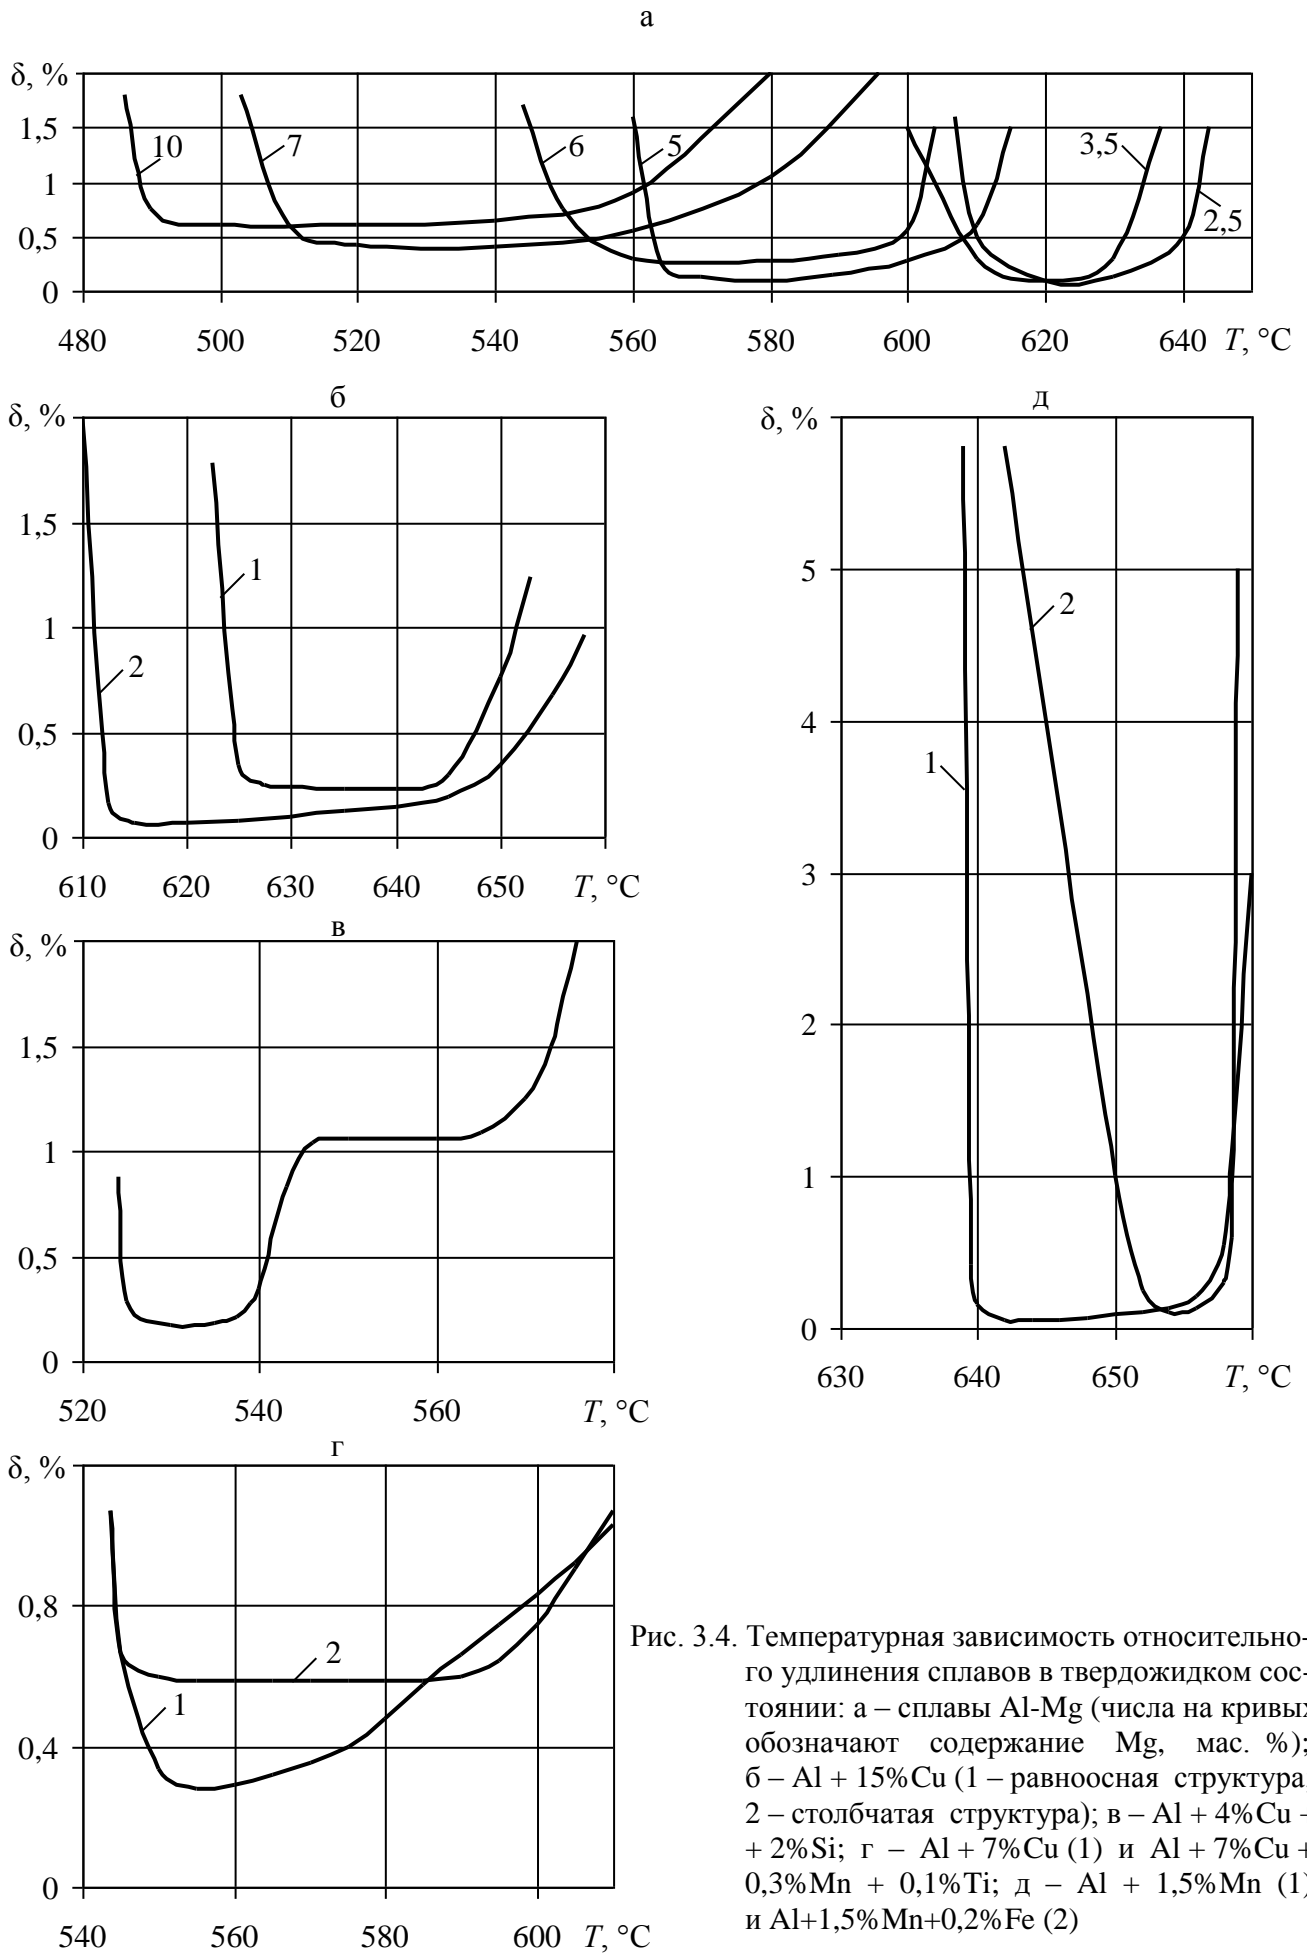 а
δ, %
1,5
1
0,5
0
10
7
6
5
3,5
2,5
480 500 520 540 560 580 600 620 640 T, °C
б
δ, %
1,5
1
0,5
0
1
2
610 620 630 640 650 T, °C
в
δ, %
1,5
1
0,5
0
520 540 560 T, °C
г
δ, %
0,8
0,4
0
2
1
540 560 580 600 T, °C
д
δ, %
5
4
3
2
1
0
2
1
630 640 650 T, °C
Рис. 3.4. Температурная зависимость относительно-
го удлинения сплавов в твердожидком сос-
тоянии: а – сплавы Al-Mg (числа на кривых
обозначают содержание Mg, мас. %);
б – Al + 15%Cu (1 – равноосная структура,
2 – столбчатая структура); в – Al + 4%Cu +
+ 2%Si; г – Al + 7%Cu (1) и Al + 7%Cu +
0,3%Mn + 0,1%Ti; д – Al + 1,5%Mn (1)
и Al+1,5%Mn+0,2%Fe (2)